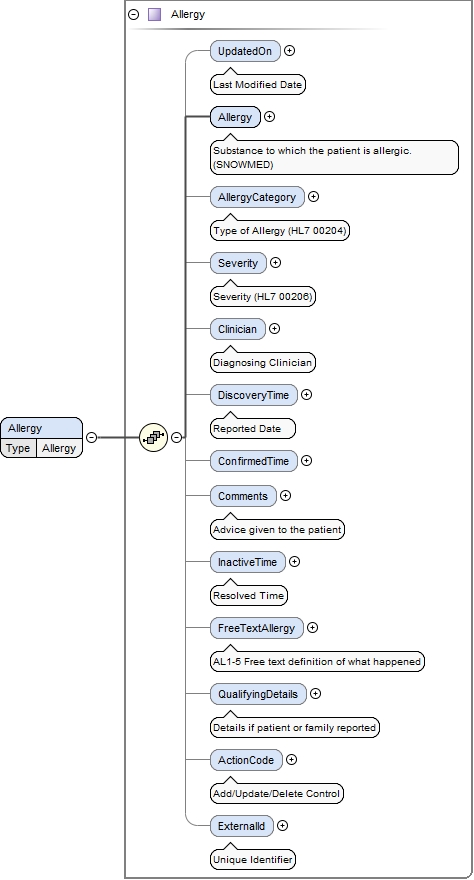 Allergy
UpdatedOn
Last Modified Date
Allergy
Substance to which the patient is allergic.
(SNOWMED)
AllergyCategory
Type of Allergy (HL7 00204)
Severity
Severity (HL7 00206)
Clinician
Diagnosing Clinician
DiscoveryTime
Reported Date
Allergy
Type Allergy
ConfirmedTime
Comments
Advice given to the patient
InactiveTime
Resolved Time
FreeTextAllergy
AL1-5 Free text definition of what happened
QualifyingDetails
Details if patient or family reported
ActionCode
Add/Update/Delete Control
ExternalId
Unique Identifier